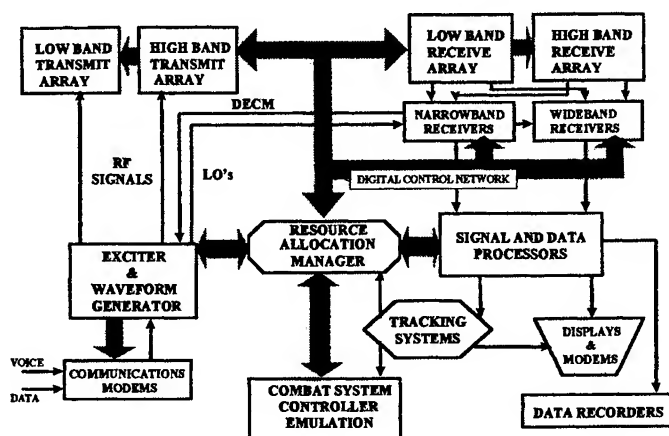 LOW BAND
TRANSMIT
ARRAY
HIGH BAND
TRANSMIT
ARRAY
LOW BAND
RECEIVE
ARRAY
HIGH BAND
RECEIVE
ARRAY
DECM
NARROWBAND
RECEIVERS
WIDEBAND
RECEIVERS
RF
SIGNALS
LO's
DIGITAL CONTROL NETWORK
EXCITER
&
WAVEFORM
GENERATOR
RESOURCE
ALLOCATION
MANAGER
SIGNAL AND DATA
PROCESSORS
TRACKING
SYSTEMS
DISPLAYS
&
MODEMS
VOICE
DATA
COMMUNICATIONS
MODEMS
COMBAT SYSTEM
CONTROLLER
EMULATION
DATA RECORDERS